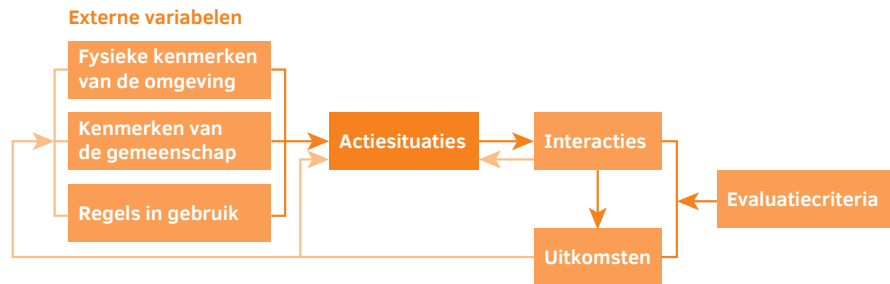 Externe variabelen
Fysieke kenmerken
van de omgeving
Kenmerken van
de gemeenschap
Regels in gebruik
Actiesituaties
Interacties
Uitkomsten
Evaluatiecriteria